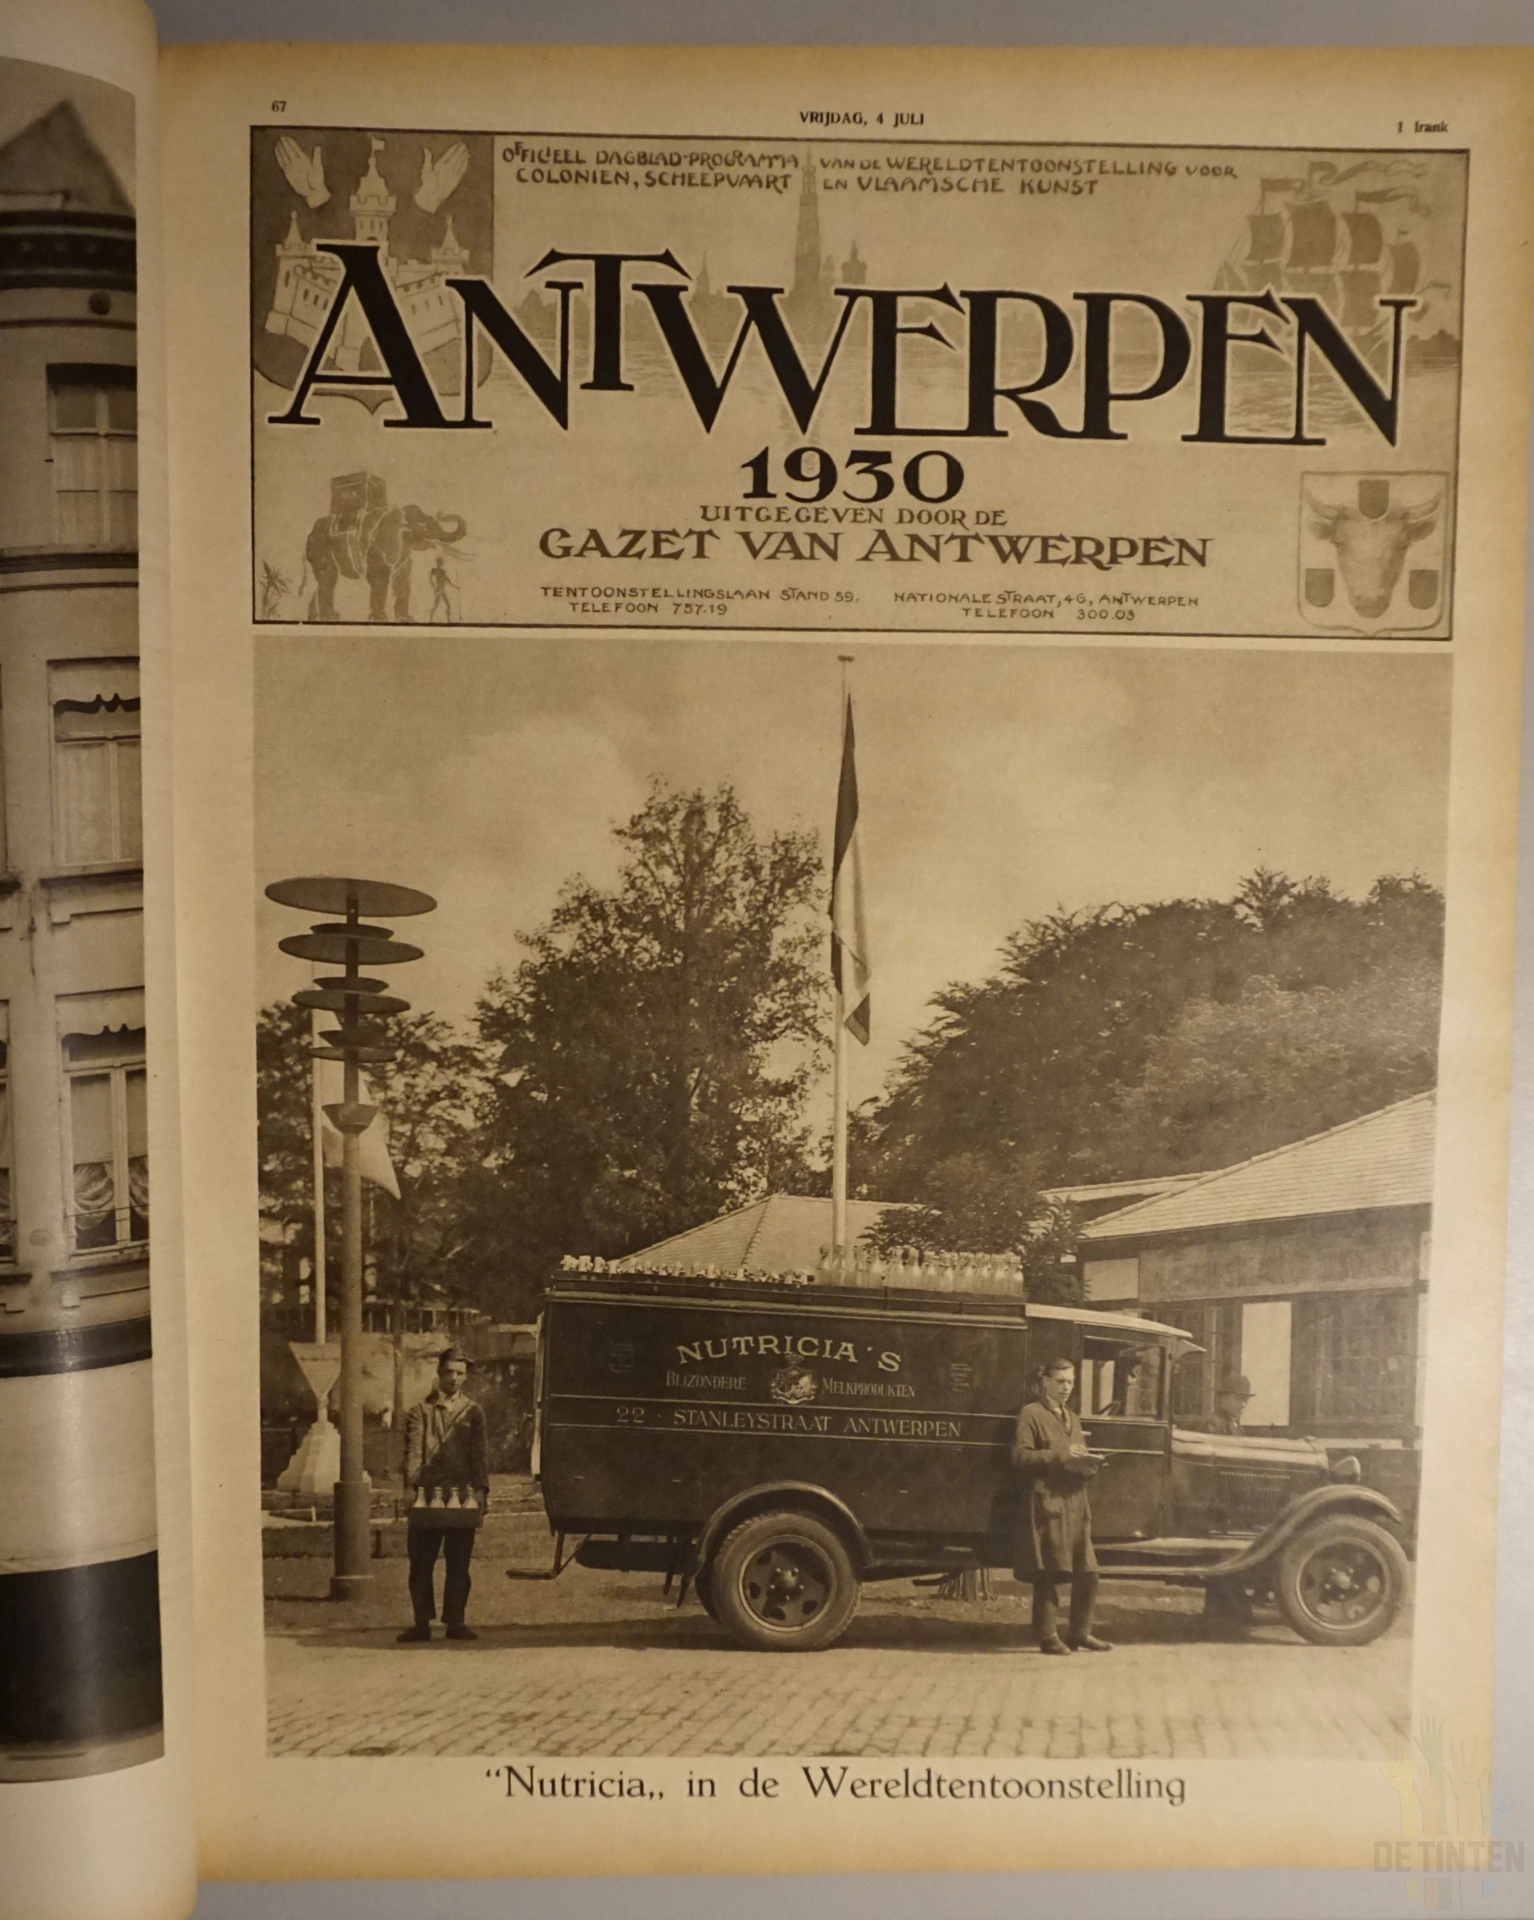 67
VRIJDAG, 4 JULI
1 frank
OFFICIEEL DAGBLAD-PROGRAMMA VAN DE WERELDTENTOONSTELLING VOOR
COLONIEN, SCHEEPVAART EN VLAAMSCHE KUNST
ANTWERPEN
1930
UITGEGEVEN DOOR DE
GAZET VAN ANTWERPEN
TENTOONSTELLINGSLAAN STAND 59, NATIONALE STRAAT, 46, ANTWERPEN
TELEFOON 757.19 TELEFOON 300.03
NUTRICIA'S
BIJZONDERE MELKPRODUKTEN
22 - STANLEYSTRAAT ANTWERPEN
"Nutricia,, in de Wereldtentoonstelling
DE TINTEN